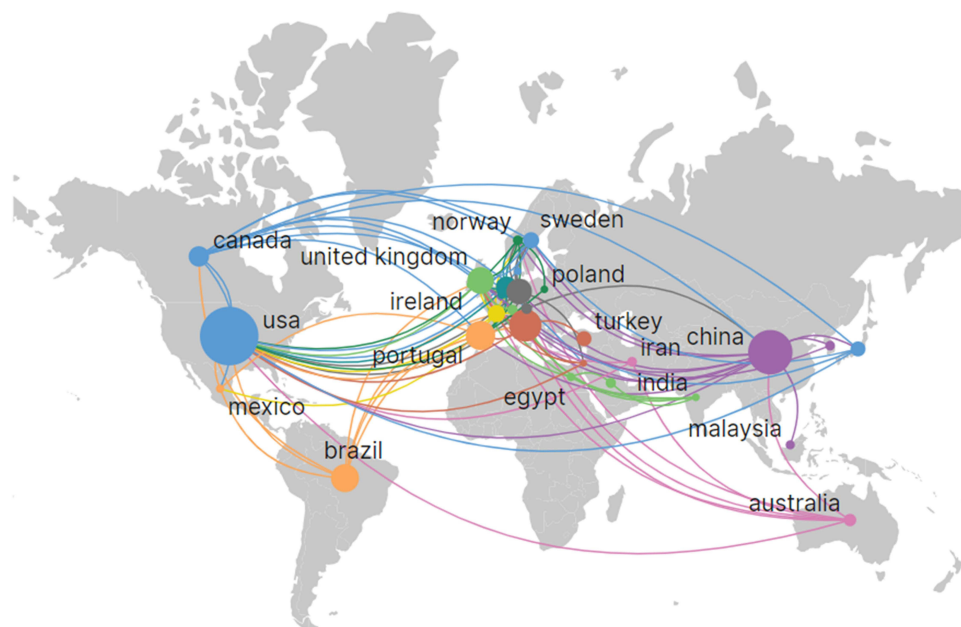 norway
sweden
canada
united kingdom
poland
ireland
usa
turkey
china
portugal
iran
india
egypt
mexico
malaysia
brazil
australia